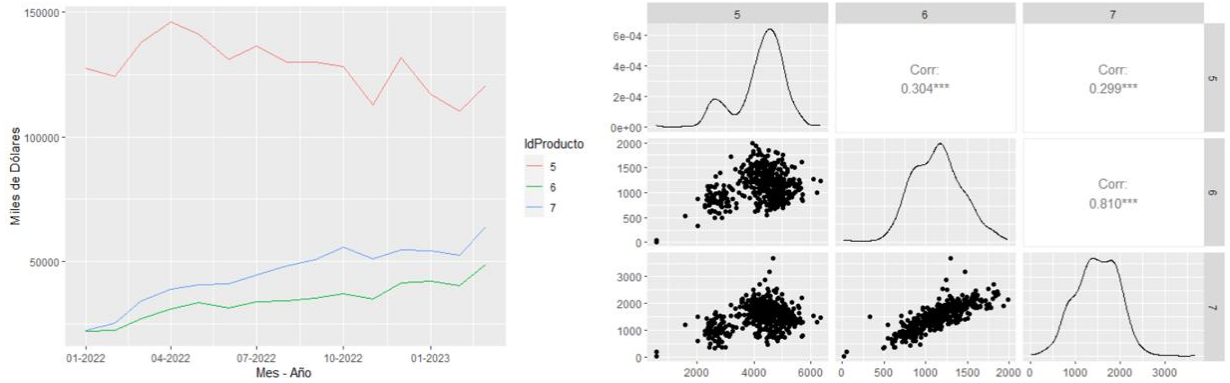 150000
100000
50000
Miles de Dólares
01-2022 04-2022 07-2022 10-2022 01-2023
Mes - Año
IdProducto
5
6
7
5 6 7
6e-04
4e-04
2e-04
0e+00
Corr:
0.304***
Corr:
0.299***
5
2000
1500
1000
500
0
Corr:
0.810***
6
3000
2000
1000
0
7
2000 4000 6000
0 500 1000 1500 2000
1000 2000 3000